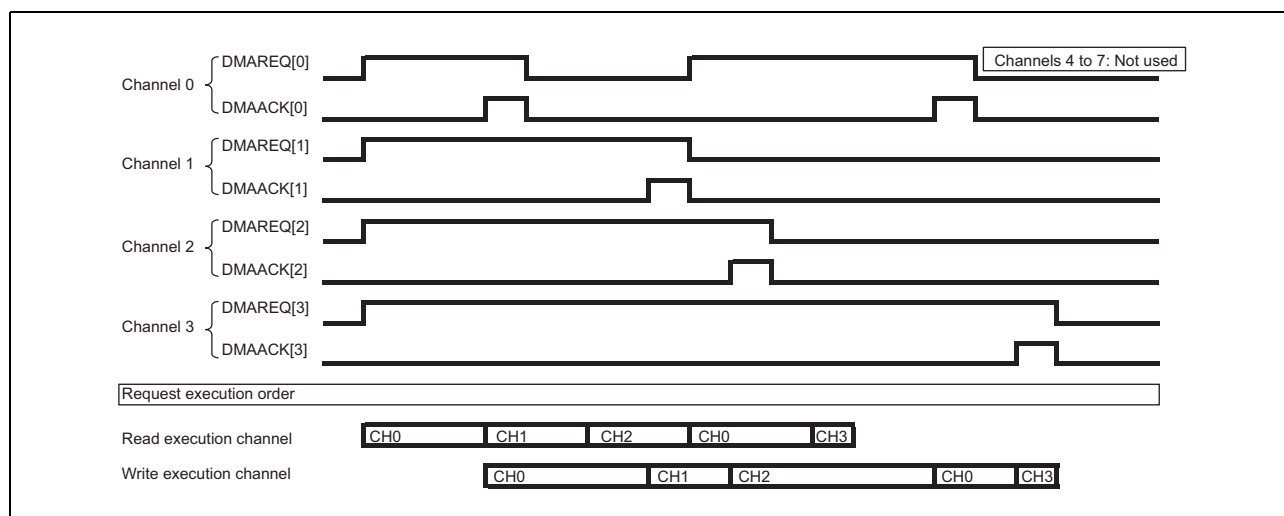 DMAREQ[0]
Channels 4 to 7: Not used
Channel 0
DMAACK[0]
DMAREQ[1]
Channel 1
DMAACK[1]
DMAREQ[2]
Channel 2
DMAACK[2]
DMAREQ[3]
Channel 3
DMAACK[3]
Request execution order
Read execution channel CH0 CH1 CH2 CH0 CH3
Write execution channel CH0 CH1 CH2 CH0 CH3